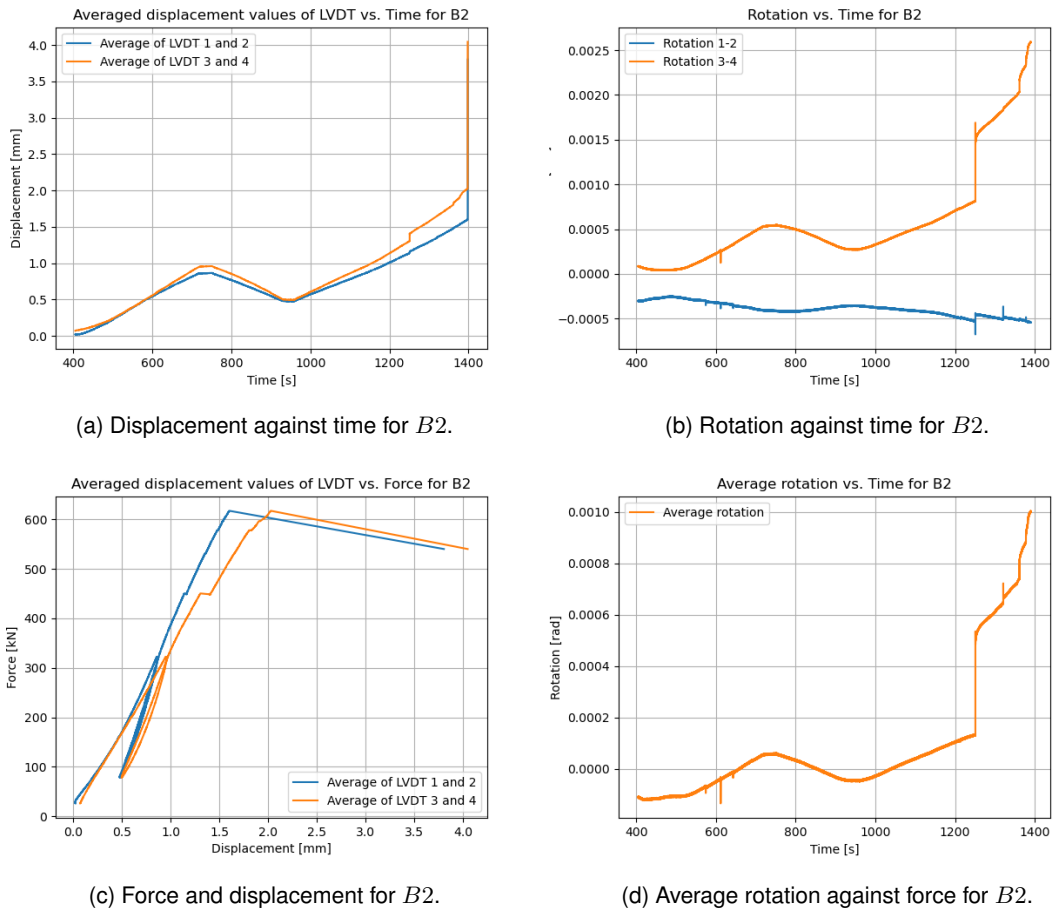 Averaged displacement values of LVDT vs. Time for B2
Average of LVDT 1 and 2
Average of LVDT 3 and 4
4.0
3.5
3.0
2.5
2.0
1.5
1.0
0.5
0.0
Displacement [mm]
400 600 800 1000 1200 1400
Time [s]
(a) Displacement against time for B2.
Rotation vs. Time for B2
Rotation 1-2
Rotation 3-4
0.0025
0.0020
0.0015
0.0010
0.0005
0.0000
−0.0005
400 600 800 1000 1200 1400
Time [s]
(b) Rotation against time for B2.
Averaged displacement values of LVDT vs. Force for B2
600
500
400
300
200
100
0
Force [kN]
Average of LVDT 1 and 2
Average of LVDT 3 and 4
0.0 0.5 1.0 1.5 2.0 2.5 3.0 3.5 4.0
Displacement [mm]
(c) Force and displacement for B2.
Average rotation vs. Time for B2
Average rotation
0.0010
0.0008
0.0006
0.0004
0.0002
0.0000
Rotation [rad]
400 600 800 1000 1200 1400
Time [s]
(d) Average rotation against force for B2.